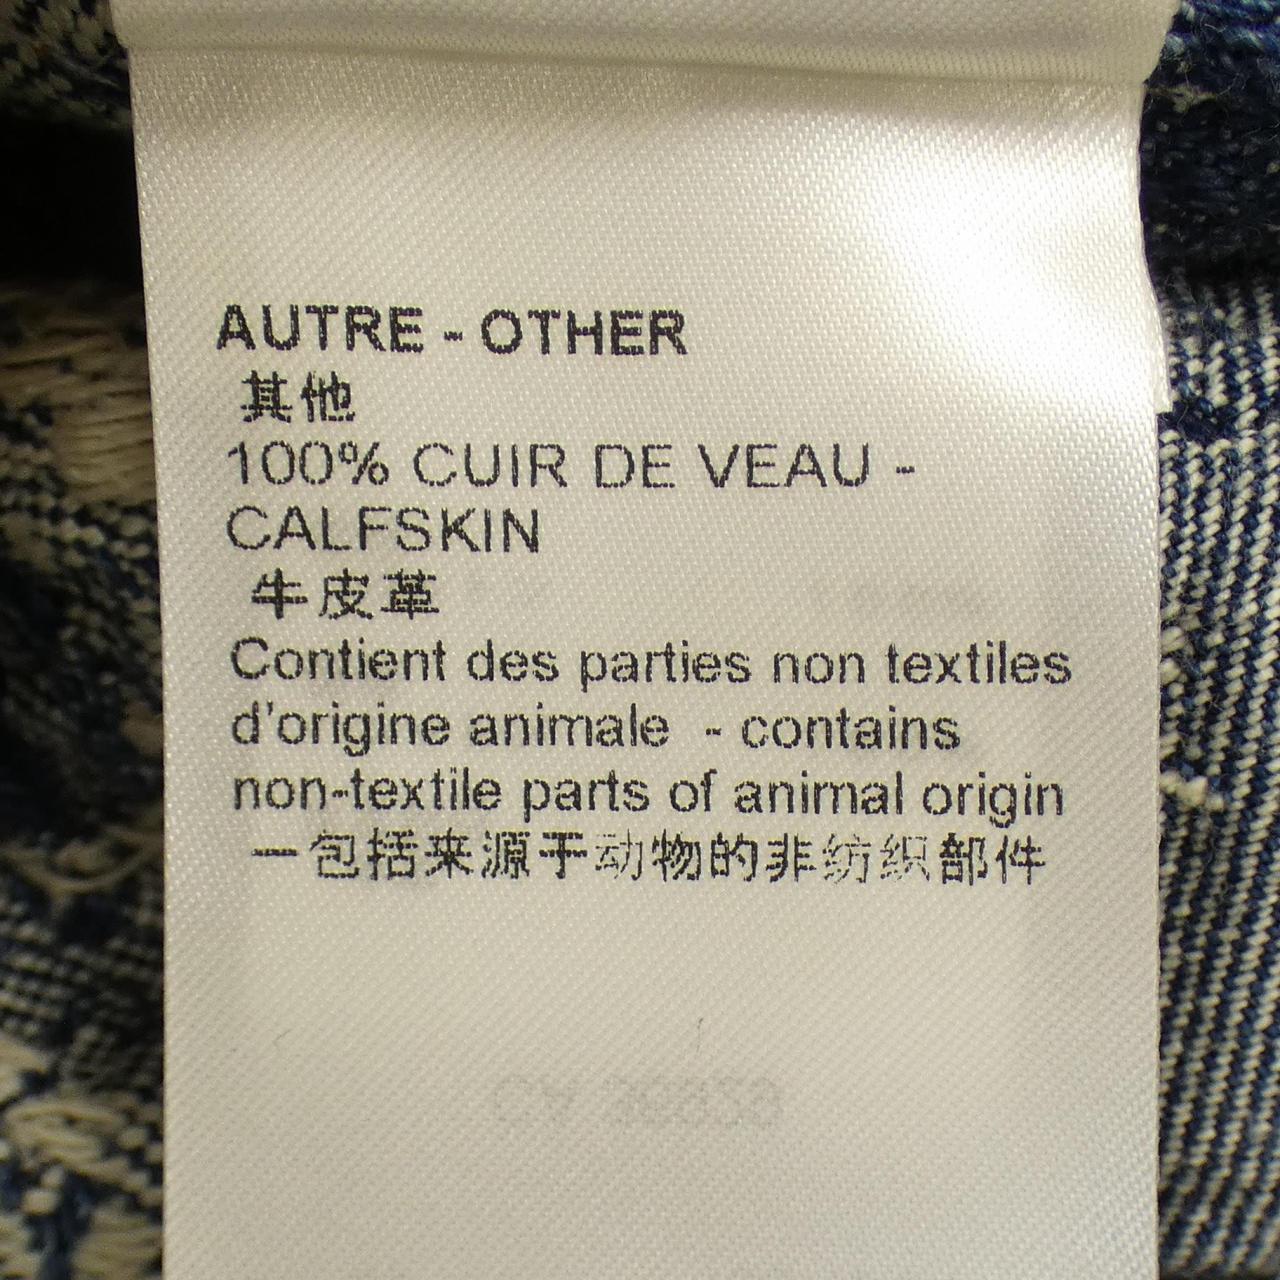 AUTRE - OTHER
其他
100% CUIR DE VEAU -
CALFSKIN
牛皮革
Contient des parties non textiles
d'origine animale - contains
non-textile parts of animal origin
一包括来源于动物的非纺织部件